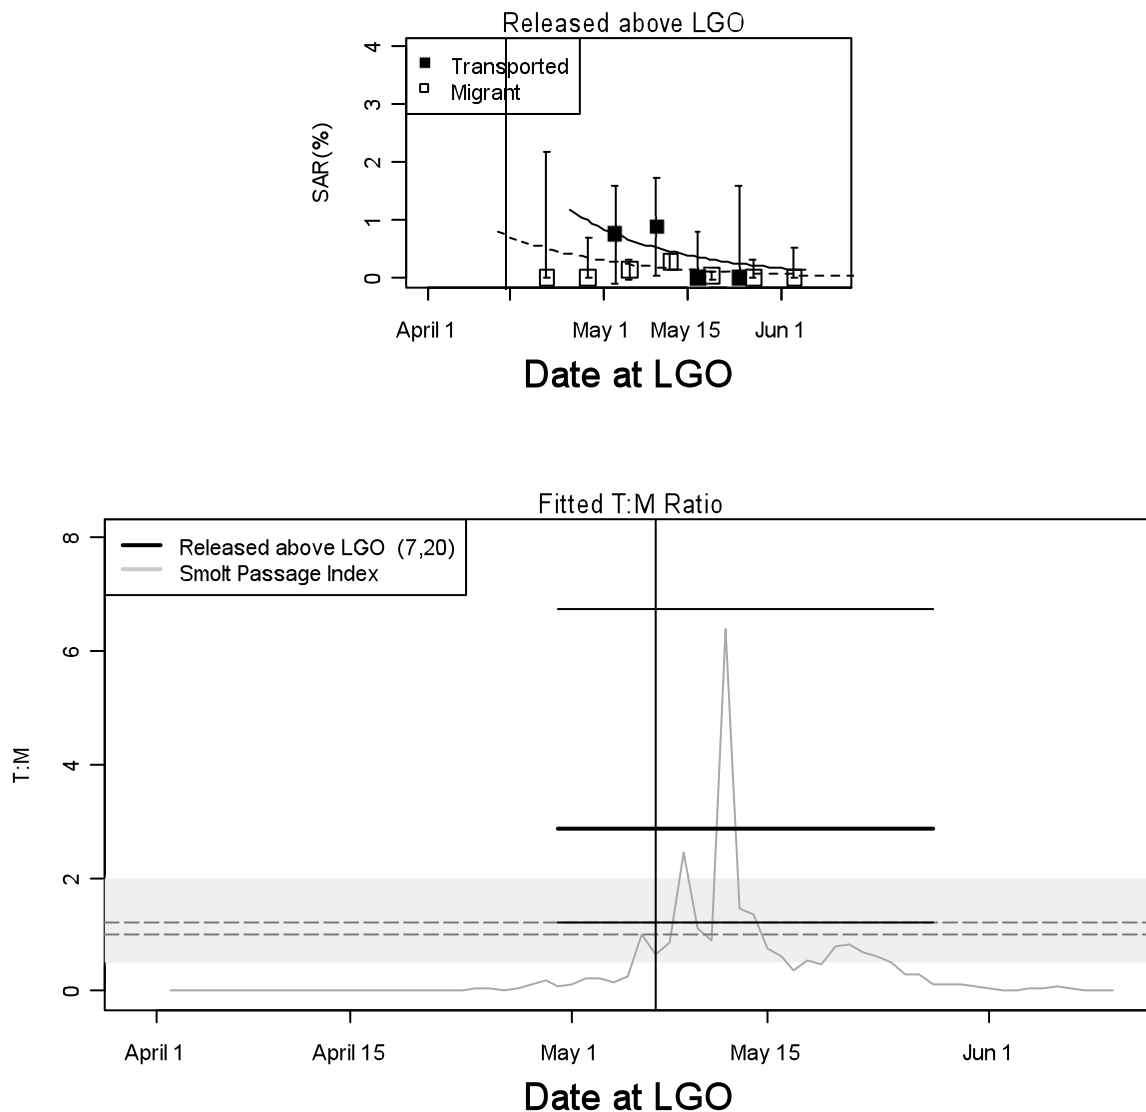 Released above LGO
Transported
Migrant
SAR(%)
4
3
2
1
0
April 1 May 1 May 15 Jun 1
Date at LGO
Fitted T:M Ratio
Released above LGO (7,20)
Smolt Passage Index
T:M
8
6
4
2
0
April 1 April 15 May 1 May 15 Jun 1
Date at LGO